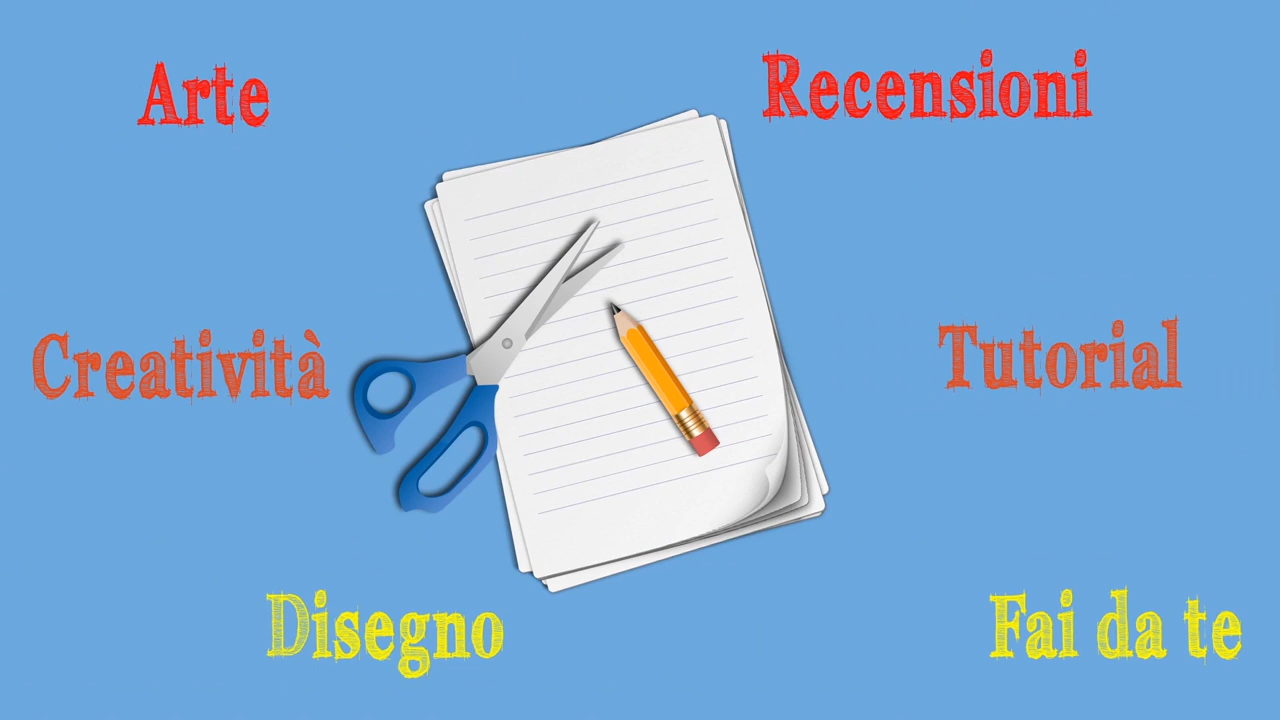 Arte
Recensioni
Creatività
Tutorial
Disegno
Fai da te